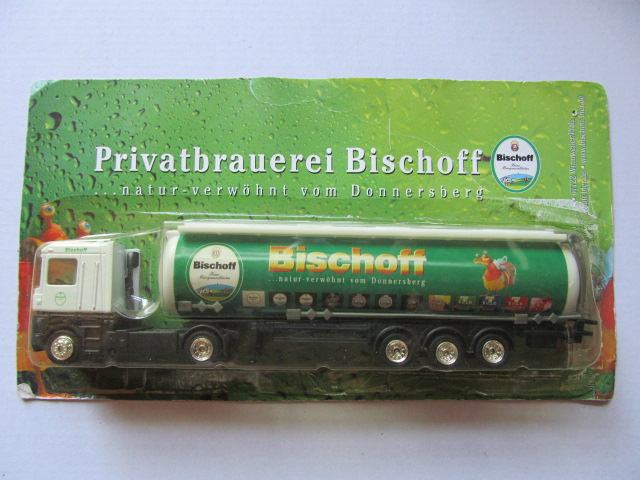 Privatbrauerei Bischoff
...natur-verwöhnt vom Donnersberg
Bischoff
Bischoff
Bischoff
Bischoff
...natur-verwöhnt vom Donnersberg